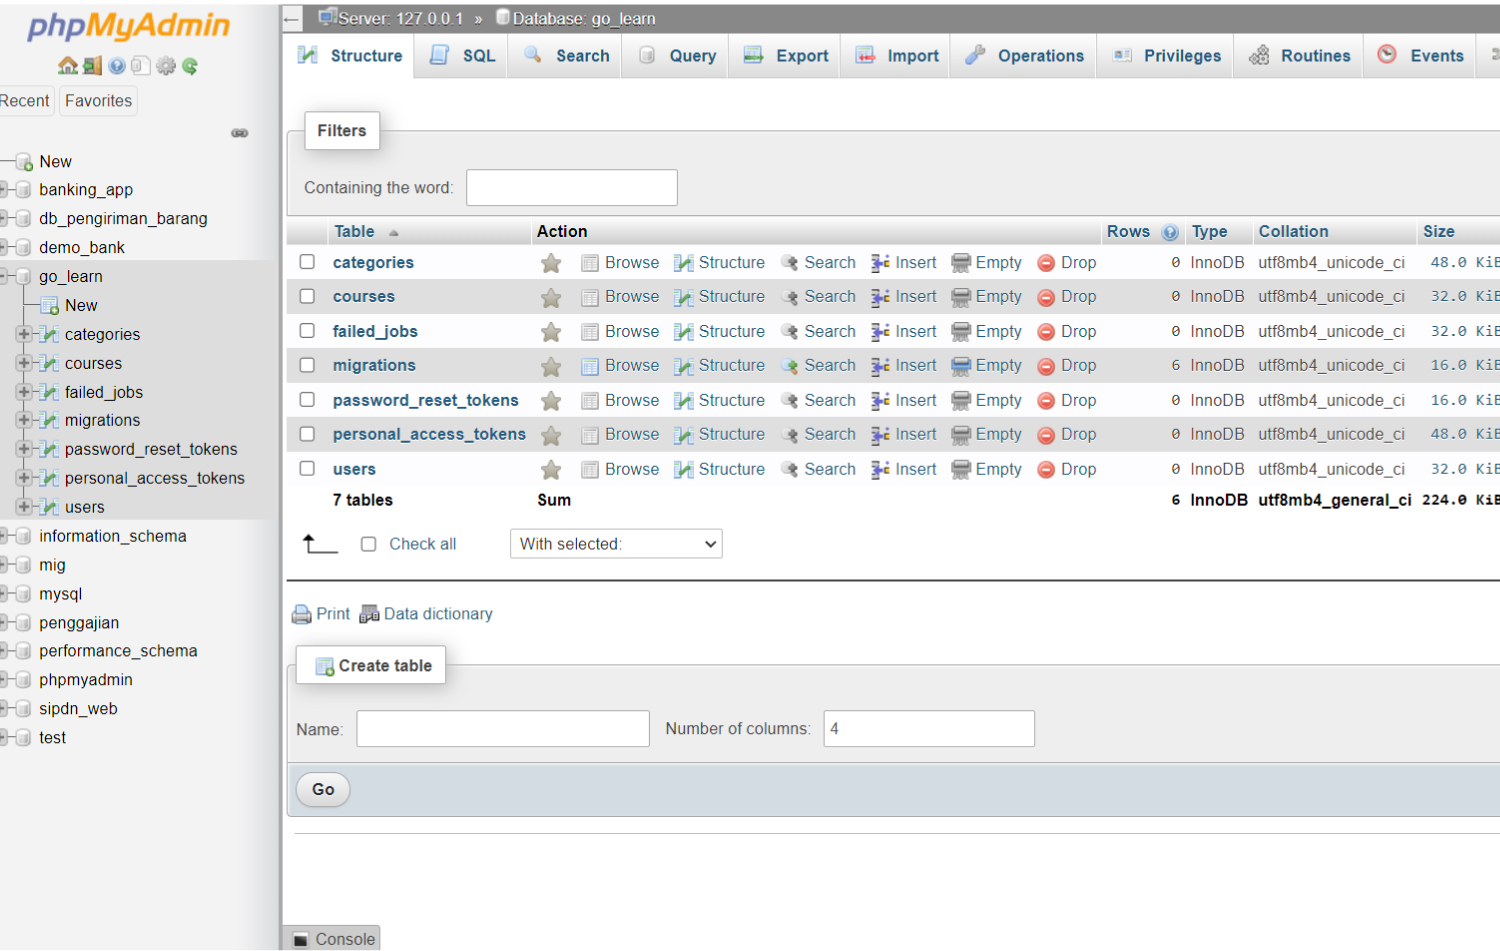 phpMyAdmin
Recent Favorites
New
banking_app
db_pengiriman_barang
demo_bank
go_learn
New
categories
courses
failed_jobs
migrations
password_reset_tokens
personal_access_tokens
users
information_schema
mig
mysql
penggajian
performance_schema
phpmyadmin
sipdn_web
test
Server: 127.0.0.1 » Database: go_learn
Structure SQL Search Query Export Import Operations Privileges Routines Events
Filters
Containing the word:
Table Action Rows Type Collation Size
categories Browse Structure Search Insert Empty Drop 0 InnoDB utf8mb4_unicode_ci 48.0 KiB
courses Browse Structure Search Insert Empty Drop 0 InnoDB utf8mb4_unicode_ci 32.0 KiB
failed_jobs Browse Structure Search Insert Empty Drop 0 InnoDB utf8mb4_unicode_ci 32.0 KiB
migrations Browse Structure Search Insert Empty Drop 6 InnoDB utf8mb4_unicode_ci 16.0 KiB
password_reset_tokens Browse Structure Search Insert Empty Drop 0 InnoDB utf8mb4_unicode_ci 16.0 KiB
personal_access_tokens Browse Structure Search Insert Empty Drop 0 InnoDB utf8mb4_unicode_ci 48.0 KiB
users Browse Structure Search Insert Empty Drop 0 InnoDB utf8mb4_unicode_ci 32.0 KiB
7 tables Sum 6 InnoDB utf8mb4_general_ci 224.0 KiB
Check all With selected:
Print Data dictionary
Create table
Name: Number of columns: 4
Go
Console